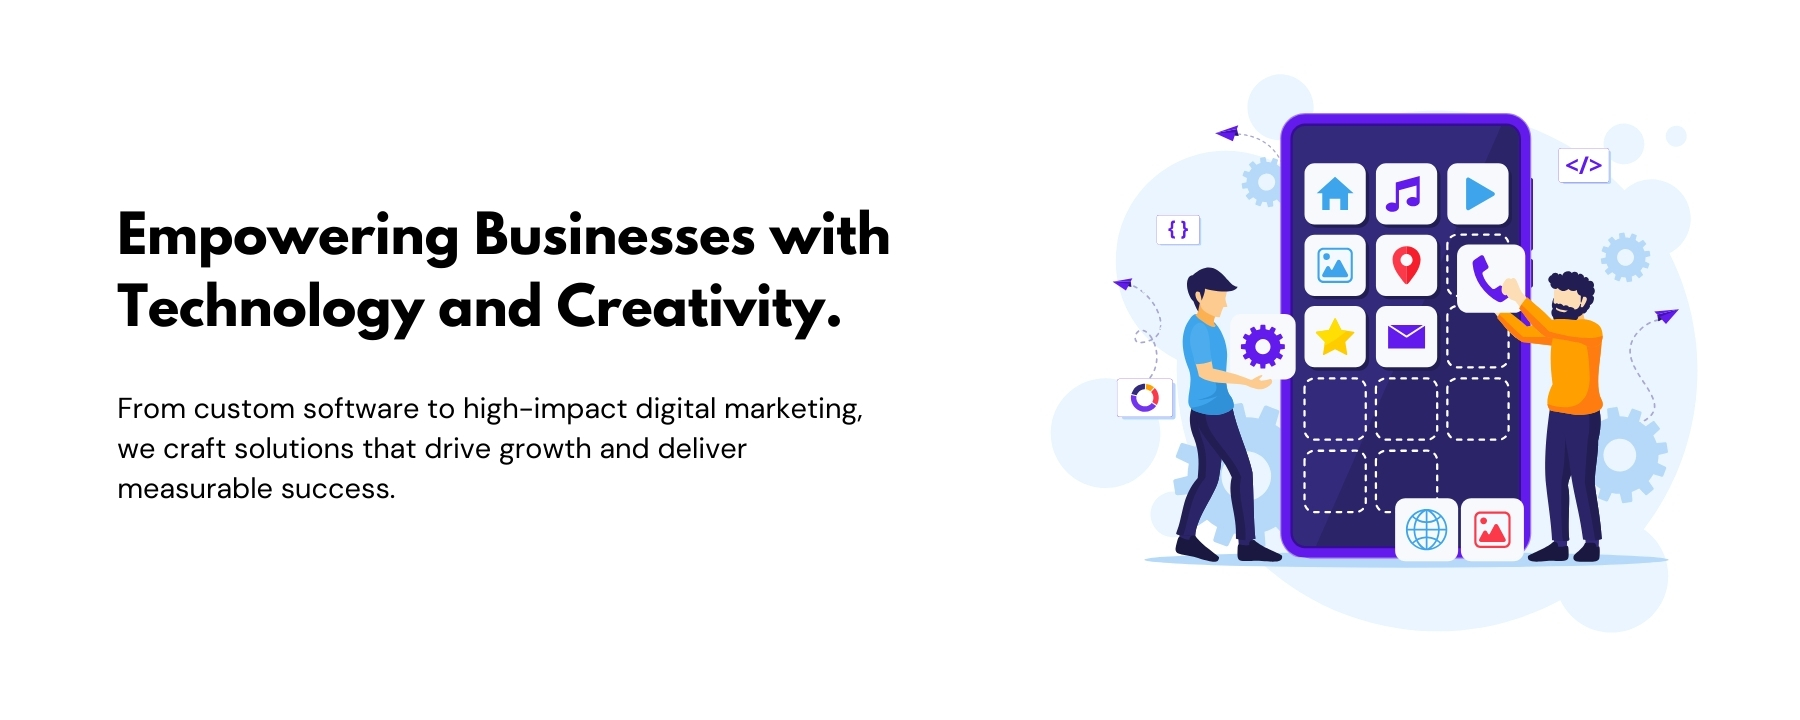 Empowering Businesses with
Technology and Creativity.
From custom software to high-impact digital marketing,
we craft solutions that drive growth and deliver
measurable success.
</>
{ }